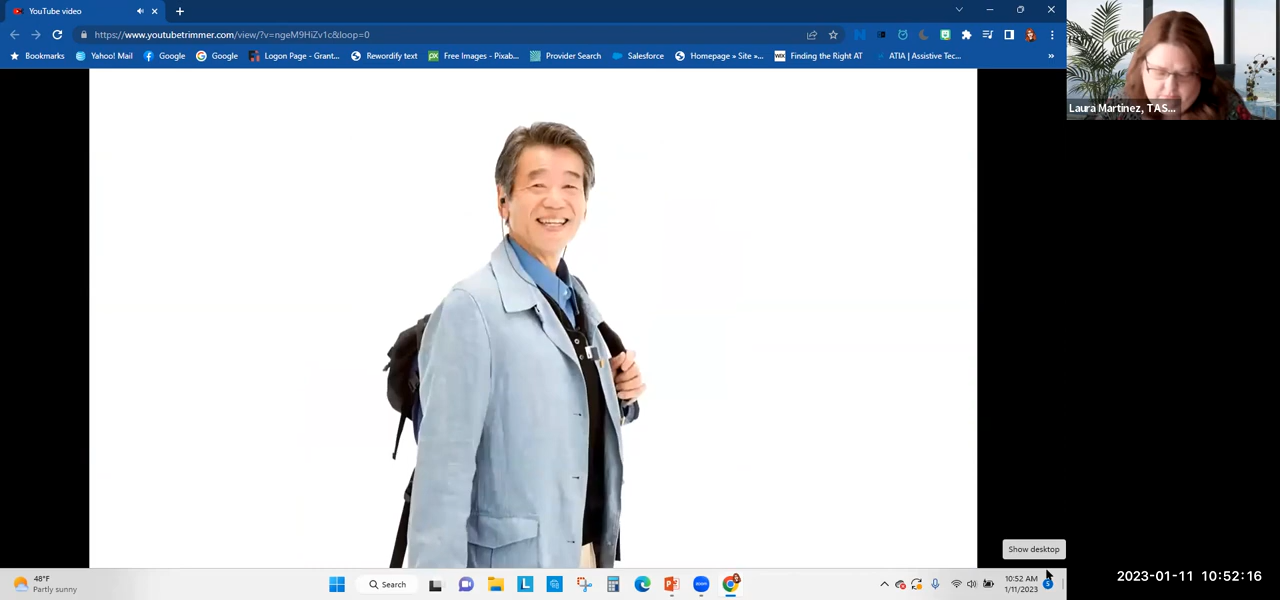 YouTube video
https://www.youtubetrimmer.com/view/?v=ngeM9HiZv1c&loop=0
Bookmarks Yahoo! Mail Google Google Logon Page - Grant... Rewordify text Free Images - Pixab... Provider Search Salesforce Homepage » Site »... Finding the Right AT ATIA | Assistive Tec... »
Laura Martinez, TAS...
Show desktop
48°F
Partly sunny
Search
10:52 AM
1/11/2023
2023-01-11 10:52:16